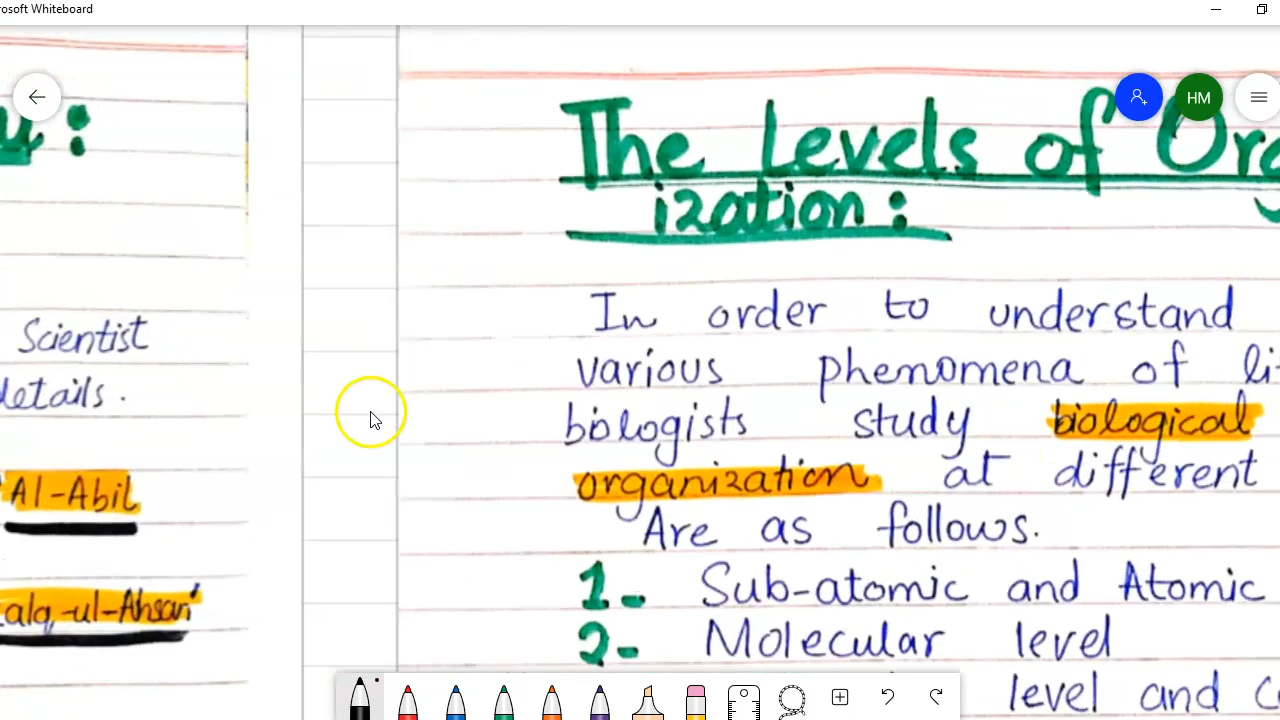 rosoft Whiteboard
HM
The Levels of Org
ization:
In order to understand
various phenomena of li
biologists study biological
organization at different
Are as follows.
1- Sub-atomic and Atomic
2- Molecular level
level and C
:
Scientist
details.
Al-Abil
alq-ul-Ahsan'